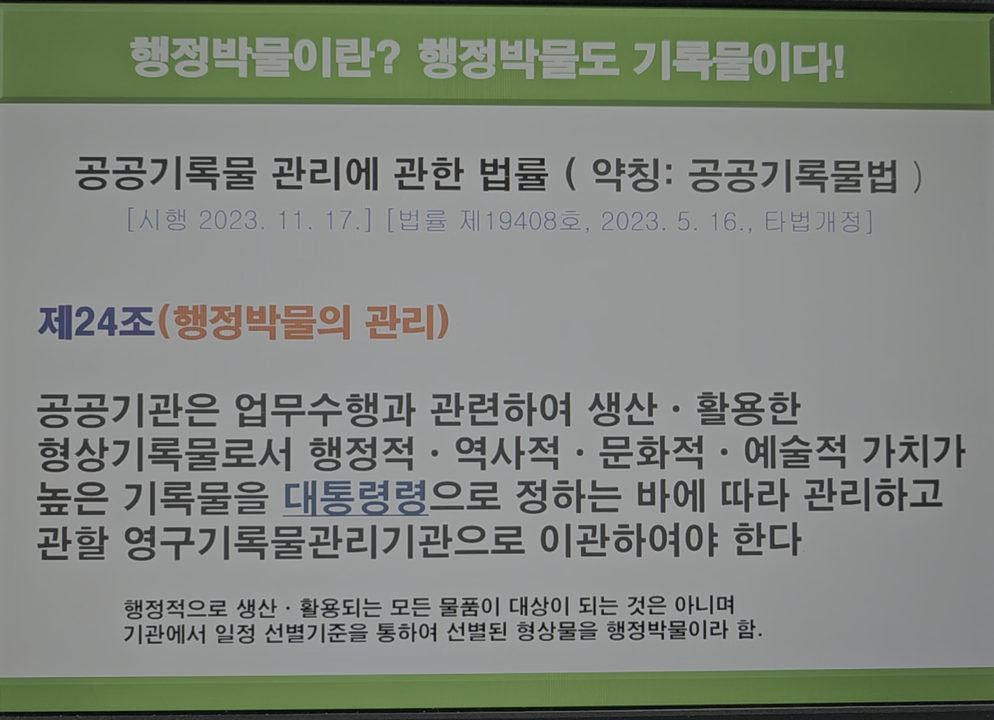 행정박물이란? 행정박물도 기록물이다!
공공기록물 관리에 관한 법률 ( 약칭: 공공기록물법 )
[시행 2023. 11. 17.] [법률 제19408호, 2023. 5. 16., 타법개정]
제24조(행정박물의 관리)
공공기관은 업무수행과 관련하여 생산・활용한
형상기록물로서 행정적・역사적・문화적・예술적 가치가
높은 기록물을 대통령령으로 정하는 바에 따라 관리하고
관할 영구기록물관리기관으로 이관하여야 한다
행정적으로 생산・활용되는 모든 물품이 대상이 되는 것은 아니며
기관에서 일정 선별기준을 통하여 선별된 형상물을 행정박물이라 함.